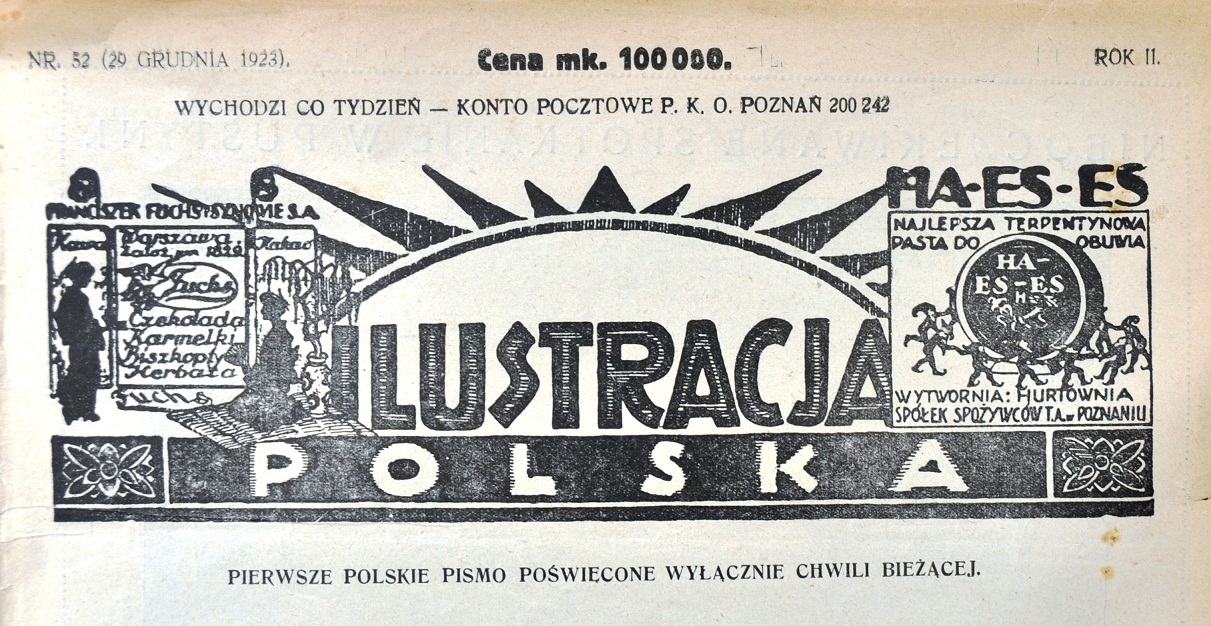 NR. 52 (29 GRUDNIA 1923).
Cena mk. 100 000.
ROK II.
WYCHODZI CO TYDZIEŃ — KONTO POCZTOWE P. K. O. POZNAŃ 200 242
FRANCISZEK FUCHS i SYNOWIE S.A.
Kawa
Warszawa
Kakao
Fuchs
Czekolada
Karmelki
Biszkopty
Herbata
Fuchs
HA-ES-ES
NAJLEPSZA TERPENTYNOWA
PASTA DO OBUWIA
HA-
ES-ES
WYTWORNIA: HURTOWNIA
SPÓŁEK SPOŻYWCÓW T.A. w POZNANIU
ILUSTRACJA
POLSKA
PIERWSZE POLSKIE PISMO POŚWIĘCONE WYŁĄCZNIE CHWILI BIEŻĄCEJ.